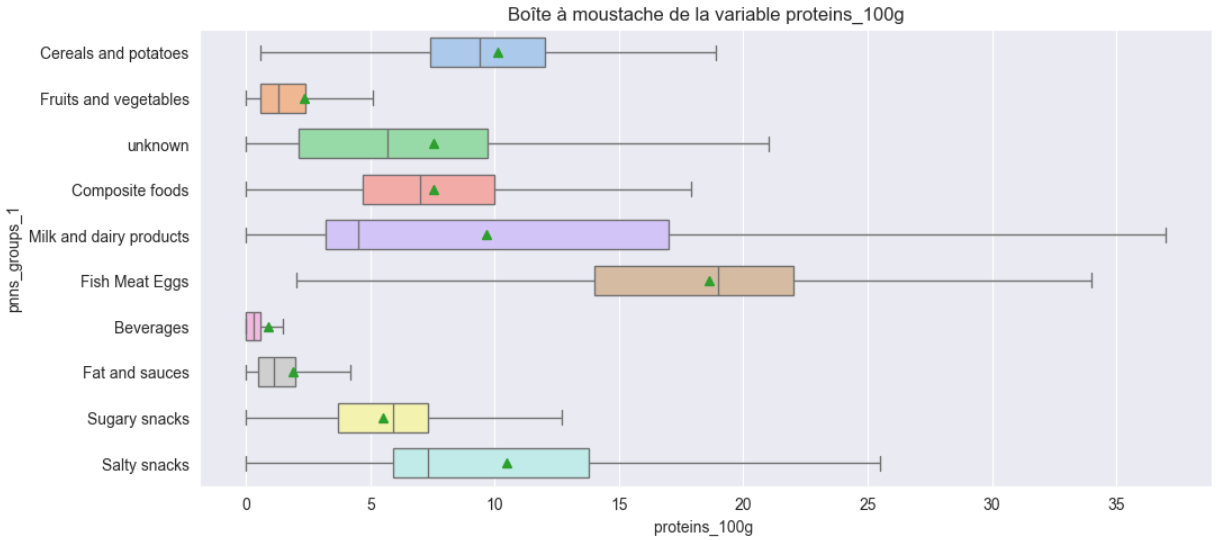 Boîte à moustache de la variable proteins_100g
pnns_groups_1
Cereals and potatoes
Fruits and vegetables
unknown
Composite foods
Milk and dairy products
Fish Meat Eggs
Beverages
Fat and sauces
Sugary snacks
Salty snacks
0 5 10 15 20 25 30 35
proteins_100g